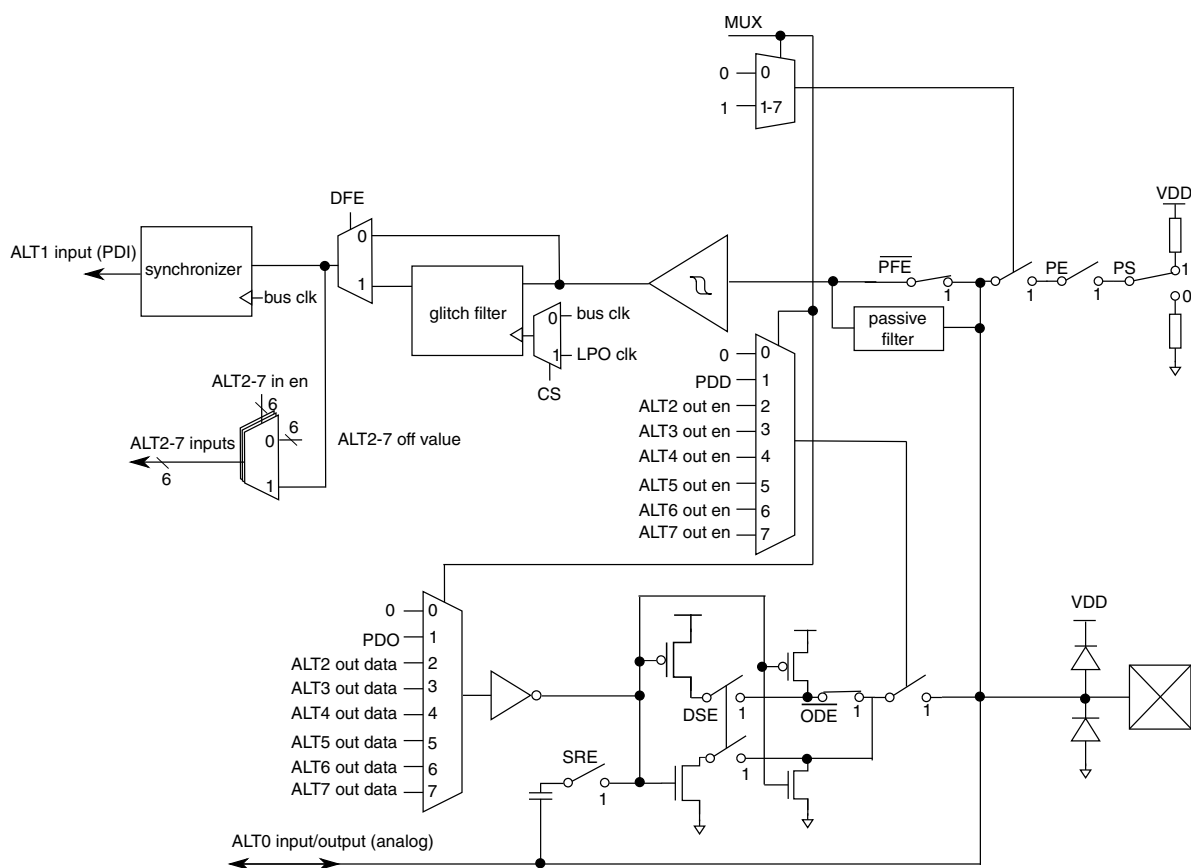 MUX
0
0
1
1-7
VDD
DFE
ALT1 input (PDI)
synchronizer
bus clk
0
1
glitch filter
0
bus clk
1
LPO clk
CS
PFE
1
1
PE
1
PS
1
0
passive
filter
ALT2-7 in en
6
ALT2-7 inputs
6
0
6
1
ALT2-7 off value
0
0
PDD
1
ALT2 out en
2
ALT3 out en
3
ALT4 out en
4
ALT5 out en
5
ALT6 out en
6
ALT7 out en
7
0
0
PDO
1
ALT2 out data
2
ALT3 out data
3
ALT4 out data
4
ALT5 out data
5
ALT6 out data
6
ALT7 out data
7
SRE
1
DSE
1
1
ODE
1
1
VDD
ALT0 input/output (analog)